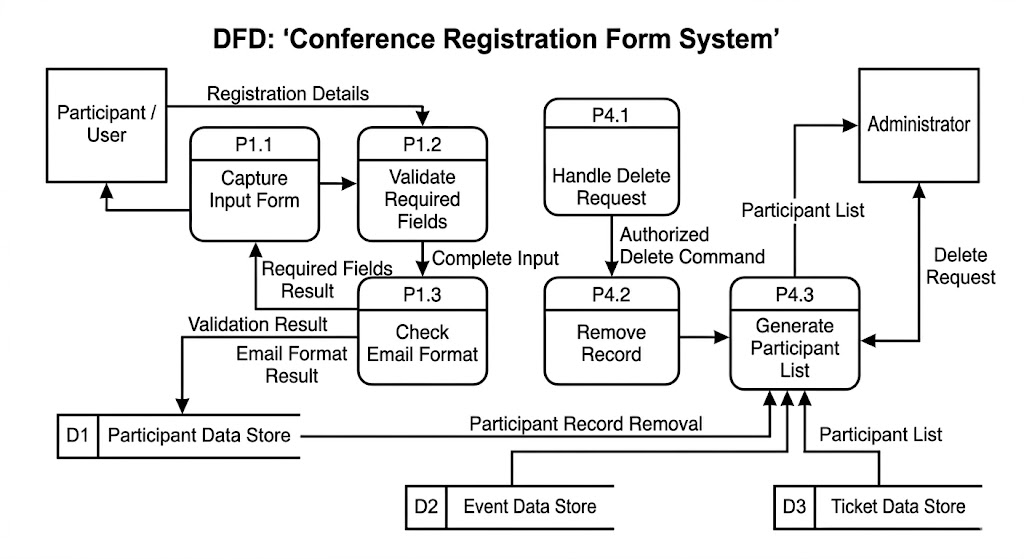 DFD: ‘Conference Registration Form System’
Participant /
User
Registration Details
P1.1
Capture
Input Form
P1.2
Validate
Required
Fields
P4.1
Handle Delete
Request
Administrator
Participant List
Required Fields
Result
Complete Input
Authorized
Delete Command
Delete
Request
P1.3
Check
Email Format
P4.2
Remove
Record
P4.3
Generate
Participant
List
Validation Result
Email Format
Result
D1
Participant Data Store
Participant Record Removal
Participant List
D2
Event Data Store
D3
Ticket Data Store